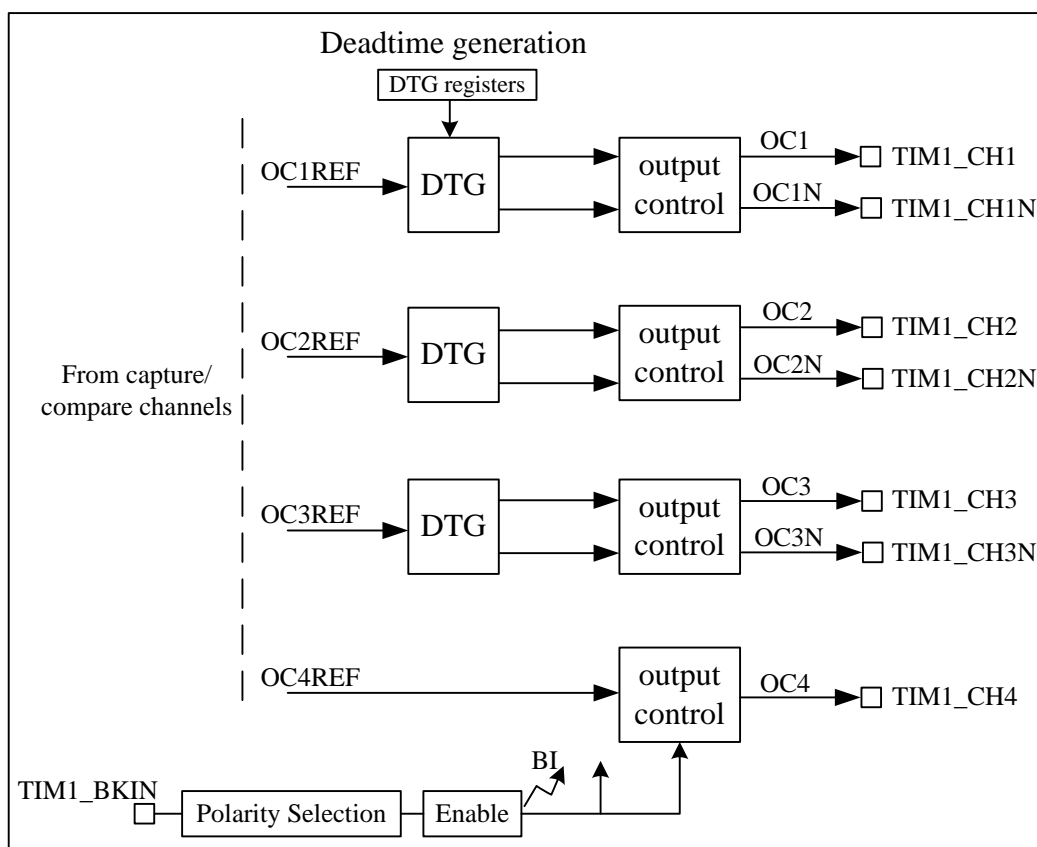 Deadtime generation
DTG registers
OC1REF
DTG
output
control
OC1
OC1N
TIM1_CH1
TIM1_CH1N
OC2REF
DTG
output
control
OC2
OC2N
TIM1_CH2
TIM1_CH2N
From capture/
compare channels
OC3REF
DTG
output
control
OC3
OC3N
TIM1_CH3
TIM1_CH3N
OC4REF
output
control
OC4
TIM1_CH4
TIM1_BKIN
Polarity Selection
Enable
BI